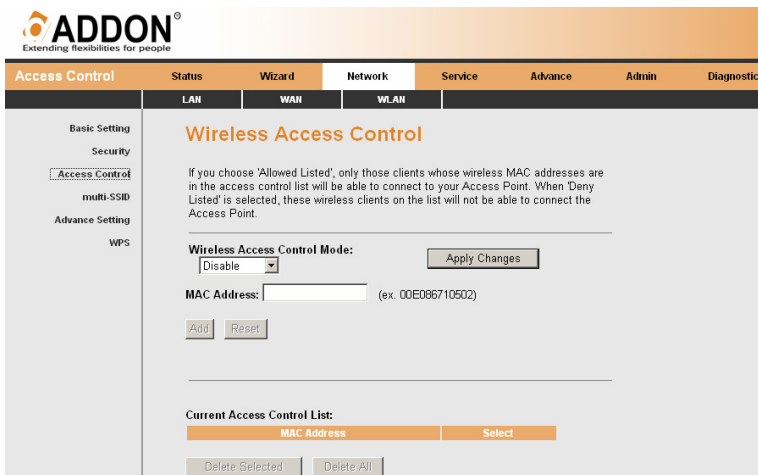 ADDON®
Extending flexibilities for people
Access Control
Status Wizard Network Service Advance Admin Diagnostic
LAN WAN WLAN
Basic Setting
Security
Access Control
multi-SSID
Advance Setting
WPS
Wireless Access Control
If you choose 'Allowed Listed', only those clients whose wireless MAC addresses are
in the access control list will be able to connect to your Access Point. When 'Deny
Listed' is selected, these wireless clients on the list will not be able to connect the
Access Point.
Wireless Access Control Mode:
Disable
Apply Changes
MAC Address: (ex. 00E086710502)
Add Reset
Current Access Control List:
MAC Address Select
Delete Selected Delete All